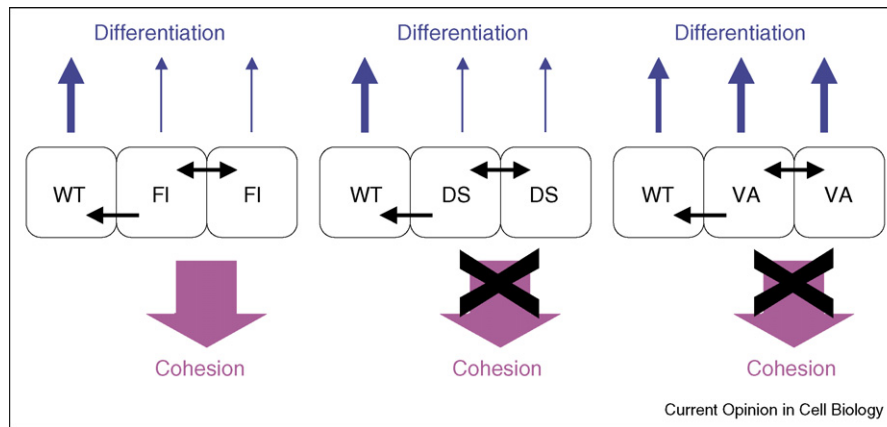 Differentiation Differentiation Differentiation
WT FI FI WT DS DS WT VA VA
Cohesion Cohesion Cohesion
Current Opinion in Cell Biology